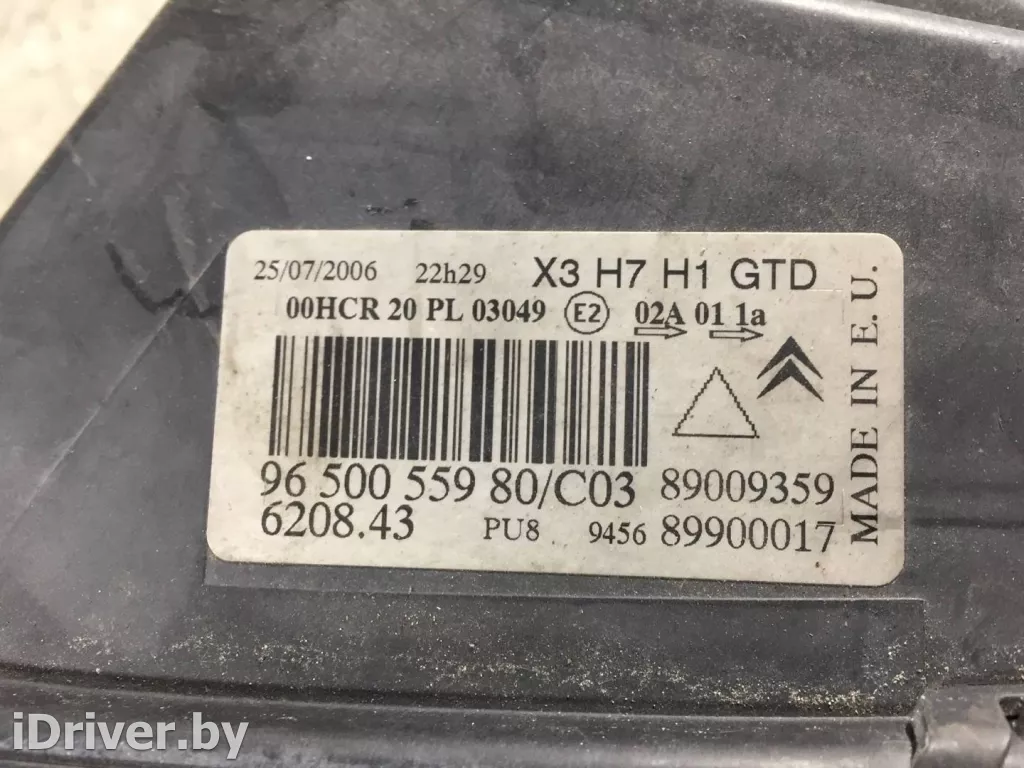 25/07/2006 22h29 X3 H7 H1 GTD
00HCR 20 PL 03049 E2 02A 01 1a
96 500 559 80/C03 89009359
6208.43 PU8 9456 89900017
MADE IN E. U.
iDriver.by